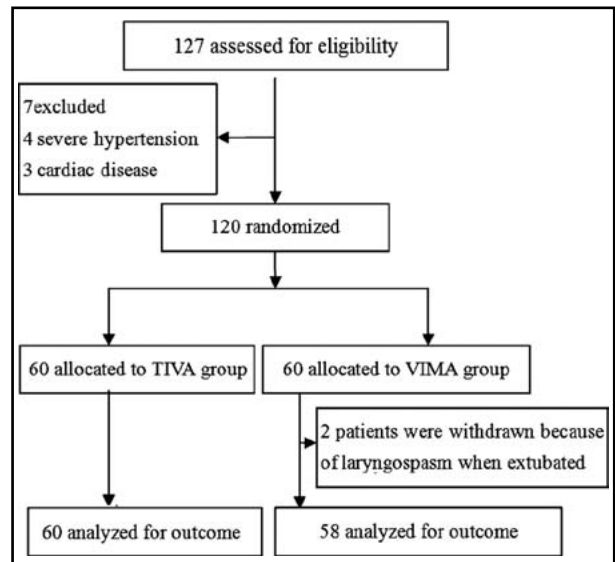 127 assessed for eligibility
7excluded
4 severe hypertension
3 cardiac disease
120 randomized
60 allocated to TIVA group
60 allocated to VIMA group
2 patients were withdrawn because
of laryngospasm when extubated
60 analyzed for outcome
58 analyzed for outcome